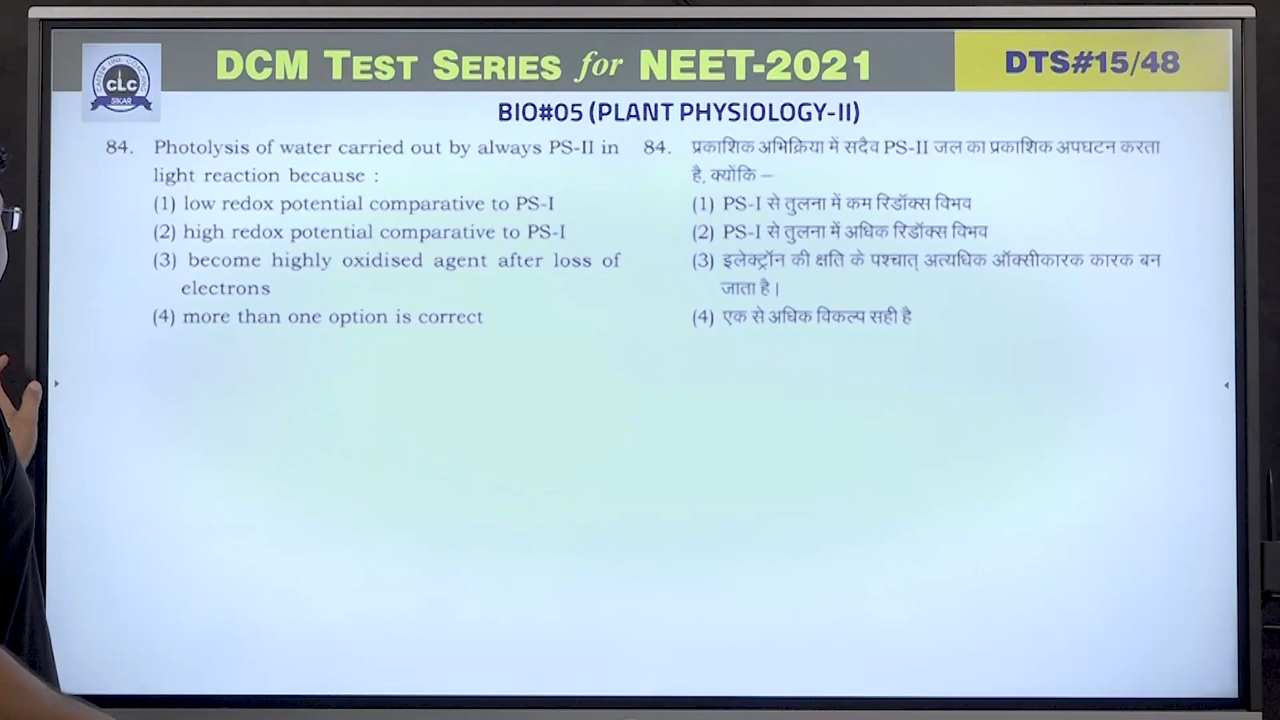 DCM TEST SERIES for NEET-2021
DTS#15/48
CAREER LINE COACHING
CLC
SIKAR
BIO#05 (PLANT PHYSIOLOGY-II)
84. Photolysis of water carried out by always PS-II in
light reaction because :
(1) low redox potential comparative to PS-I
(2) high redox potential comparative to PS-I
(3) become highly oxidised agent after loss of
electrons
(4) more than one option is correct
84. प्रकाशिक अभिक्रिया में सदैव PS-II जल का प्रकाशिक अपघटन करता
है, क्योंकि –
(1) PS-I से तुलना में कम रिडॉक्स विभव
(2) PS-I से तुलना में अधिक रिडॉक्स विभव
(3) इलेक्ट्रॉन की क्षति के पश्चात् अत्यधिक ऑक्सीकारक कारक बन
जाता है।
(4) एक से अधिक विकल्प सही है